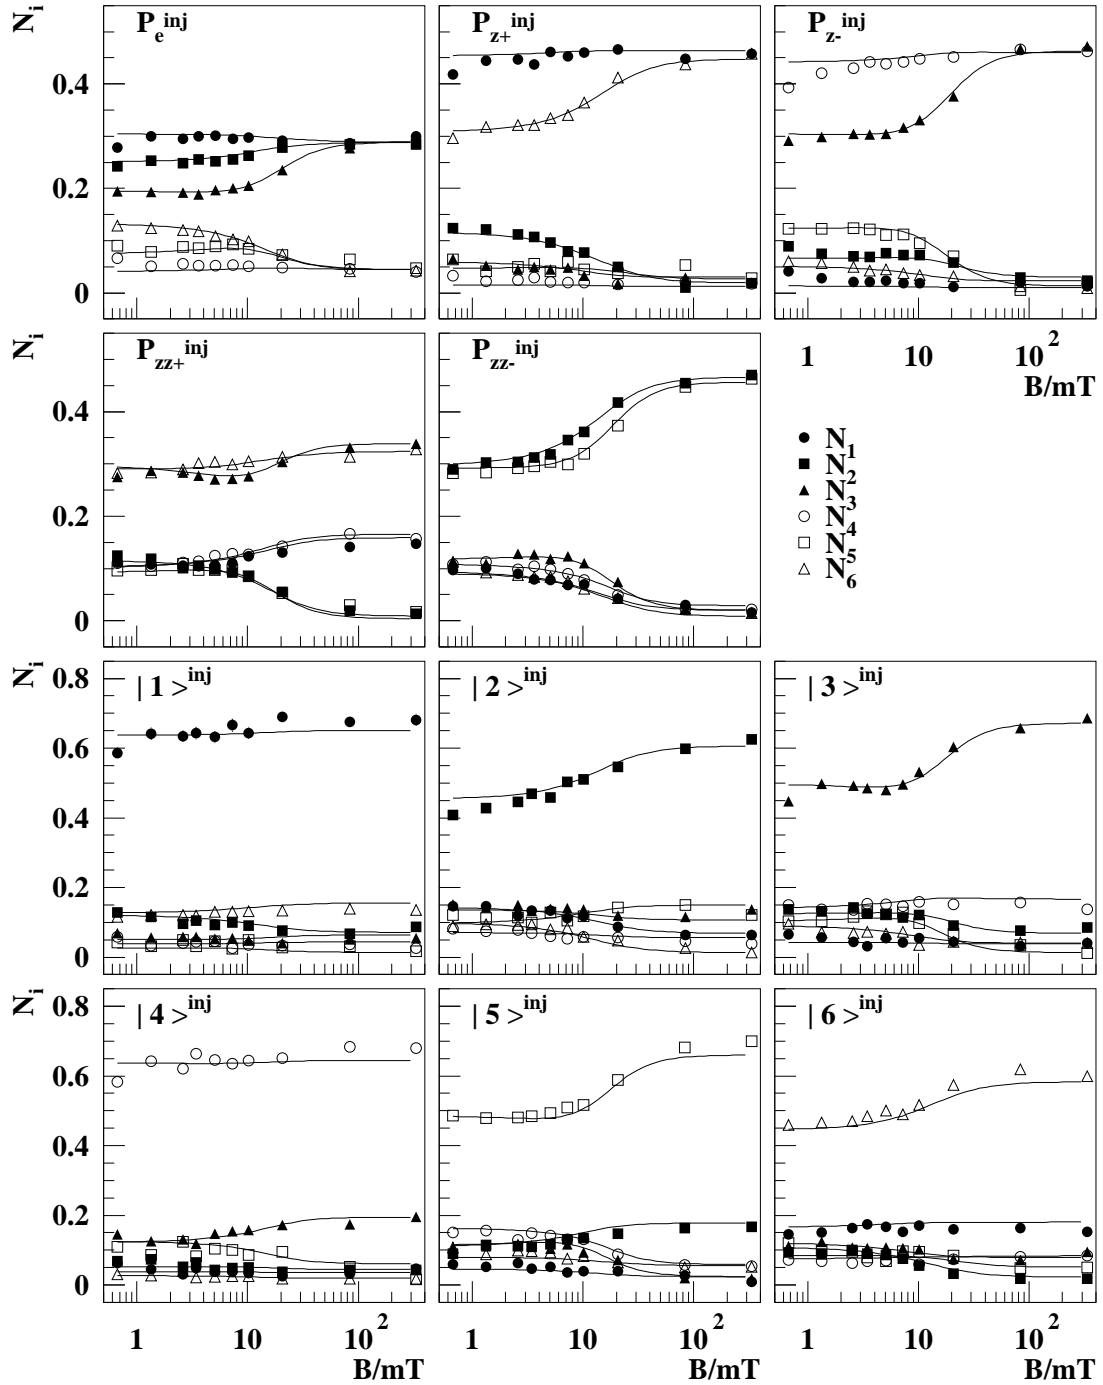 N_i
P_e^inj
P_z+^inj
P_z-^inj
0.4
0.2
0
1 10 10^2
B/mT
N_i
P_zz+^inj
P_zz-^inj
0.4
0.2
0
N_1
N_2
N_3
N_4
N_5
N_6
N_i
| 1 >^inj
| 2 >^inj
| 3 >^inj
0.8
0.6
0.4
0.2
0
N_i
| 4 >^inj
| 5 >^inj
| 6 >^inj
0.8
0.6
0.4
0.2
0
1 10 10^2
1 10 10^2
1 10 10^2
B/mT
B/mT
B/mT